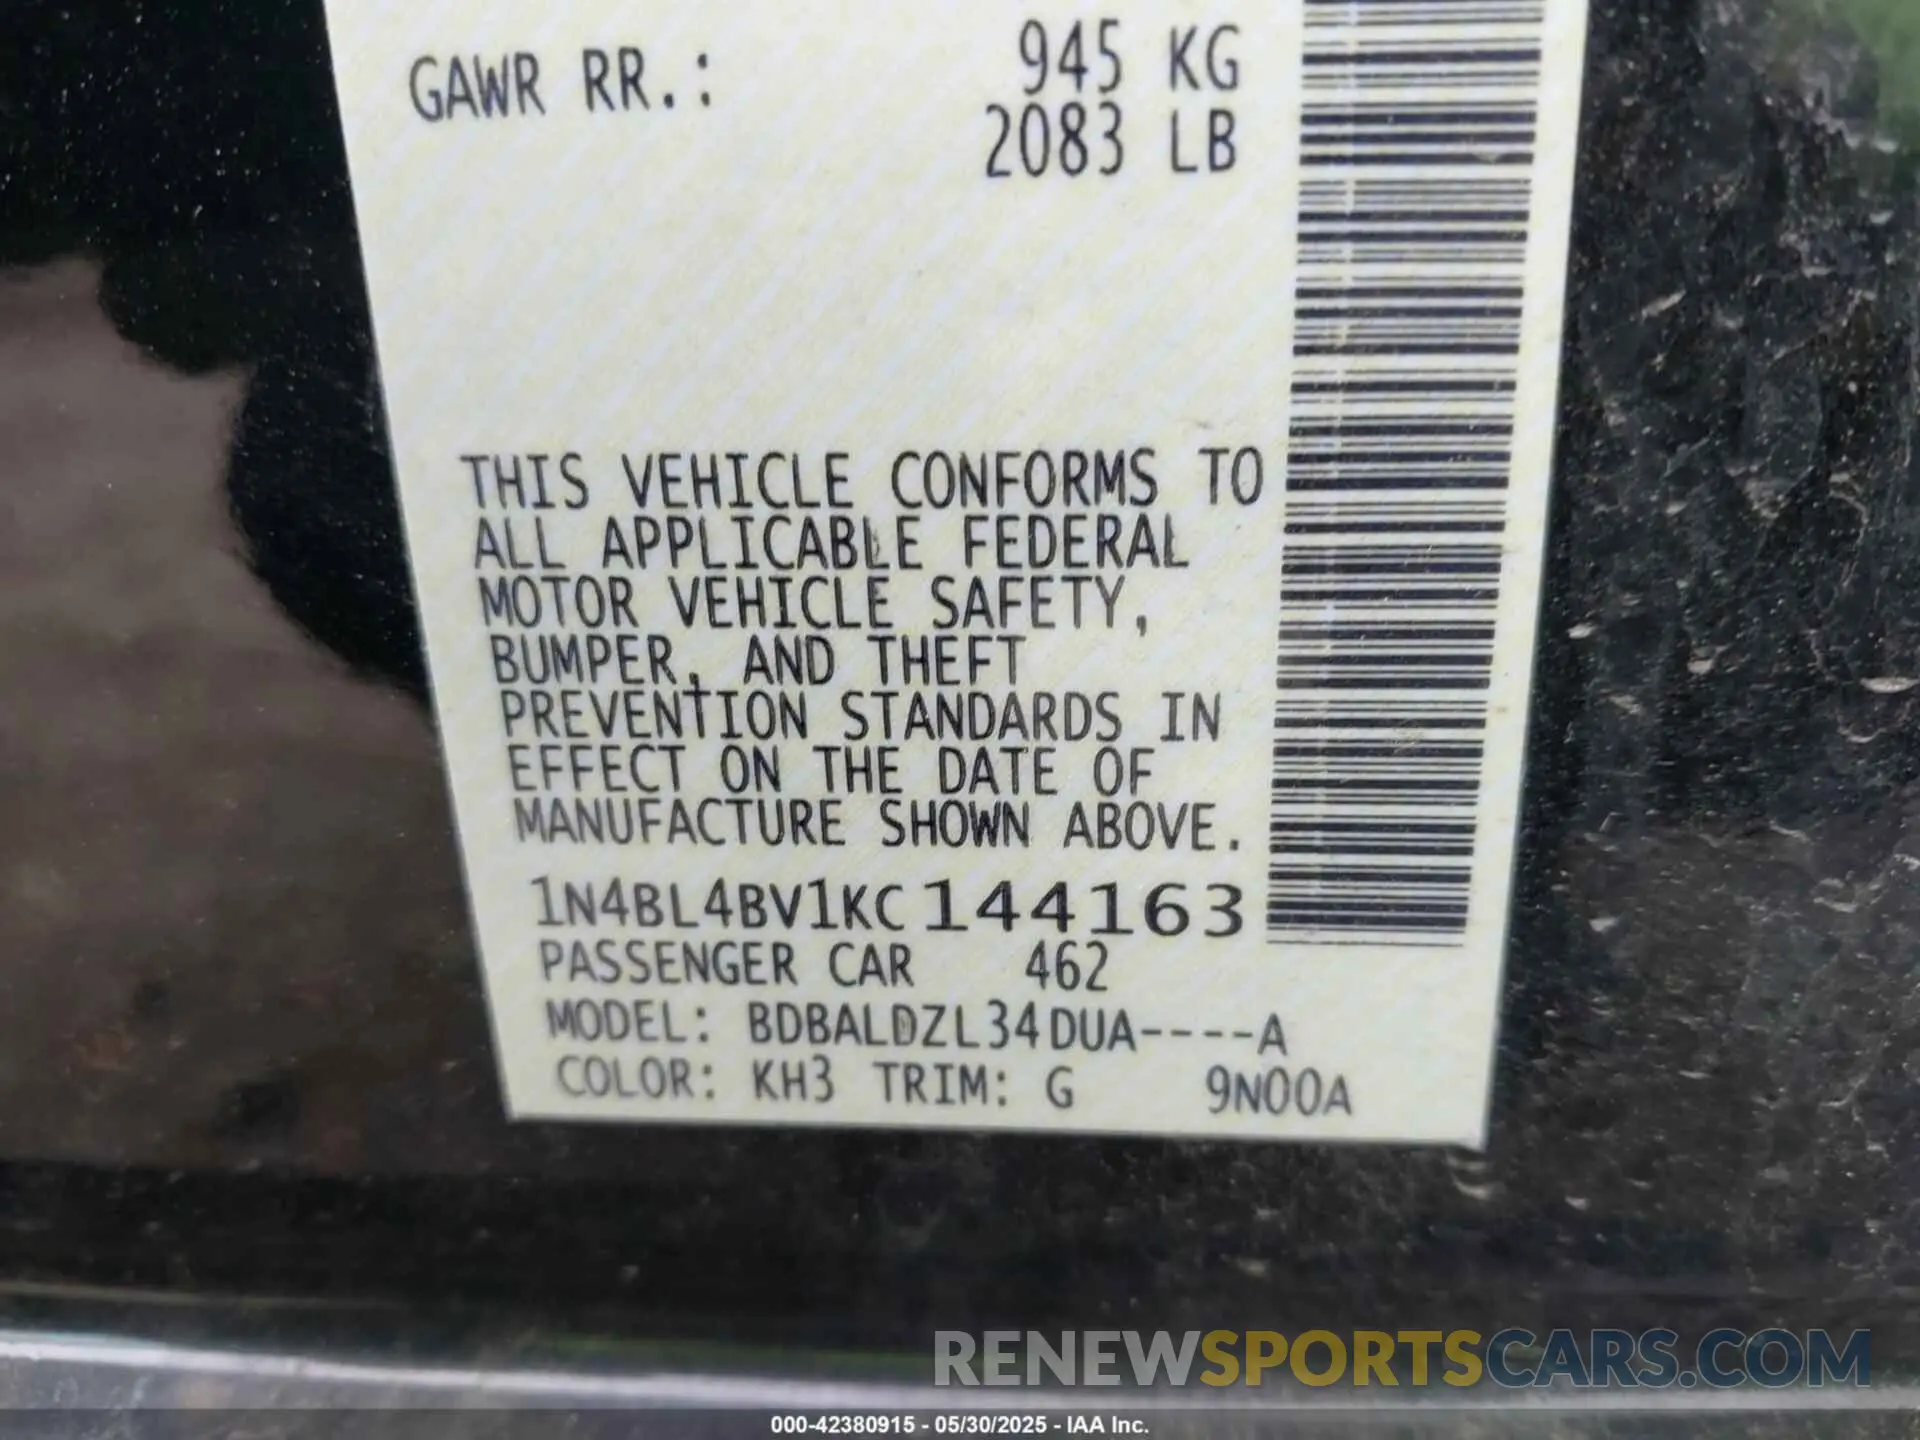 GAWR RR.: 945 KG
2083 LB
THIS VEHICLE CONFORMS TO
ALL APPLICABLE FEDERAL
MOTOR VEHICLE SAFETY,
BUMPER, AND THEFT
PREVENTION STANDARDS IN
EFFECT ON THE DATE OF
MANUFACTURE SHOWN ABOVE.
1N4BL4BV1KC144163
PASSENGER CAR 462
MODEL: BDBALDZL34DUA----A
COLOR: KH3 TRIM: G 9N00A
RENEWSPORTSCARS.COM
000-42380915 - 05/30/2025 - IAA Inc.